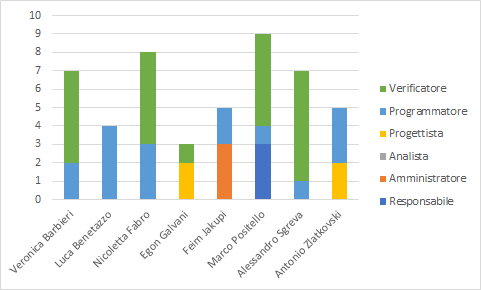 10
9
8
7
6
5
4
3
2
1
0
Veronica Barbieri
Luca Benetazzo
Nicoletta Fabro
Egon Galvani
Feim Jakupi
Marco Positello
Alessandro Sgreva
Antonio Zlatkovski
Verificatore
Programmatore
Progettista
Analista
Amministratore
Responsabile